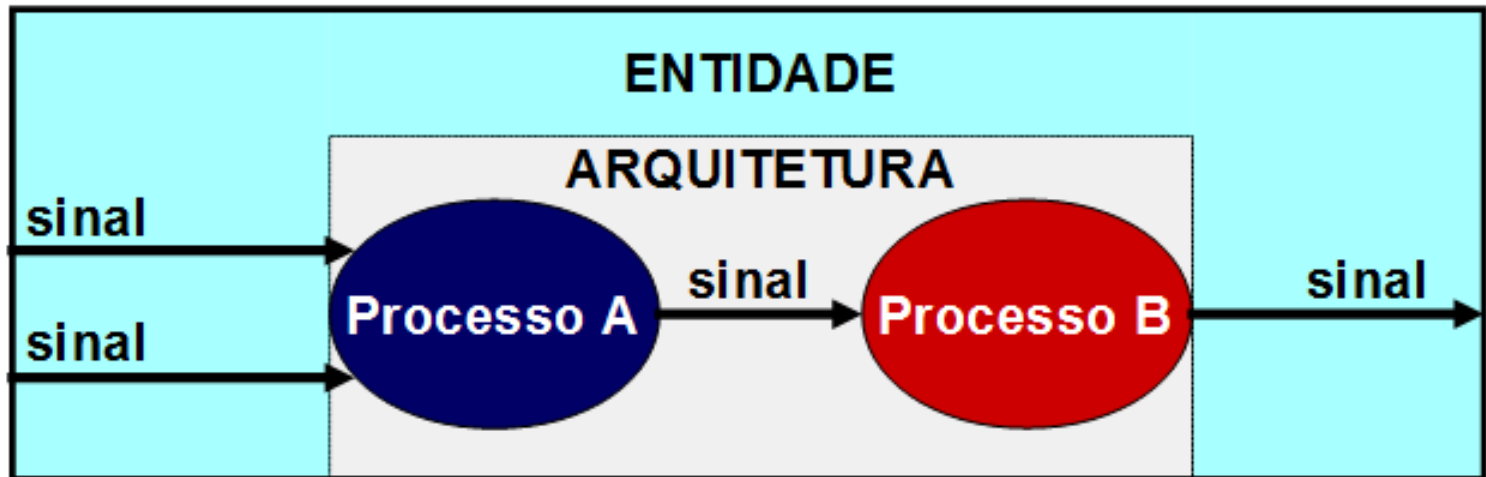 ENTIDADE
ARQUITETURA
sinal
sinal
Processo A
sinal
Processo B
sinal